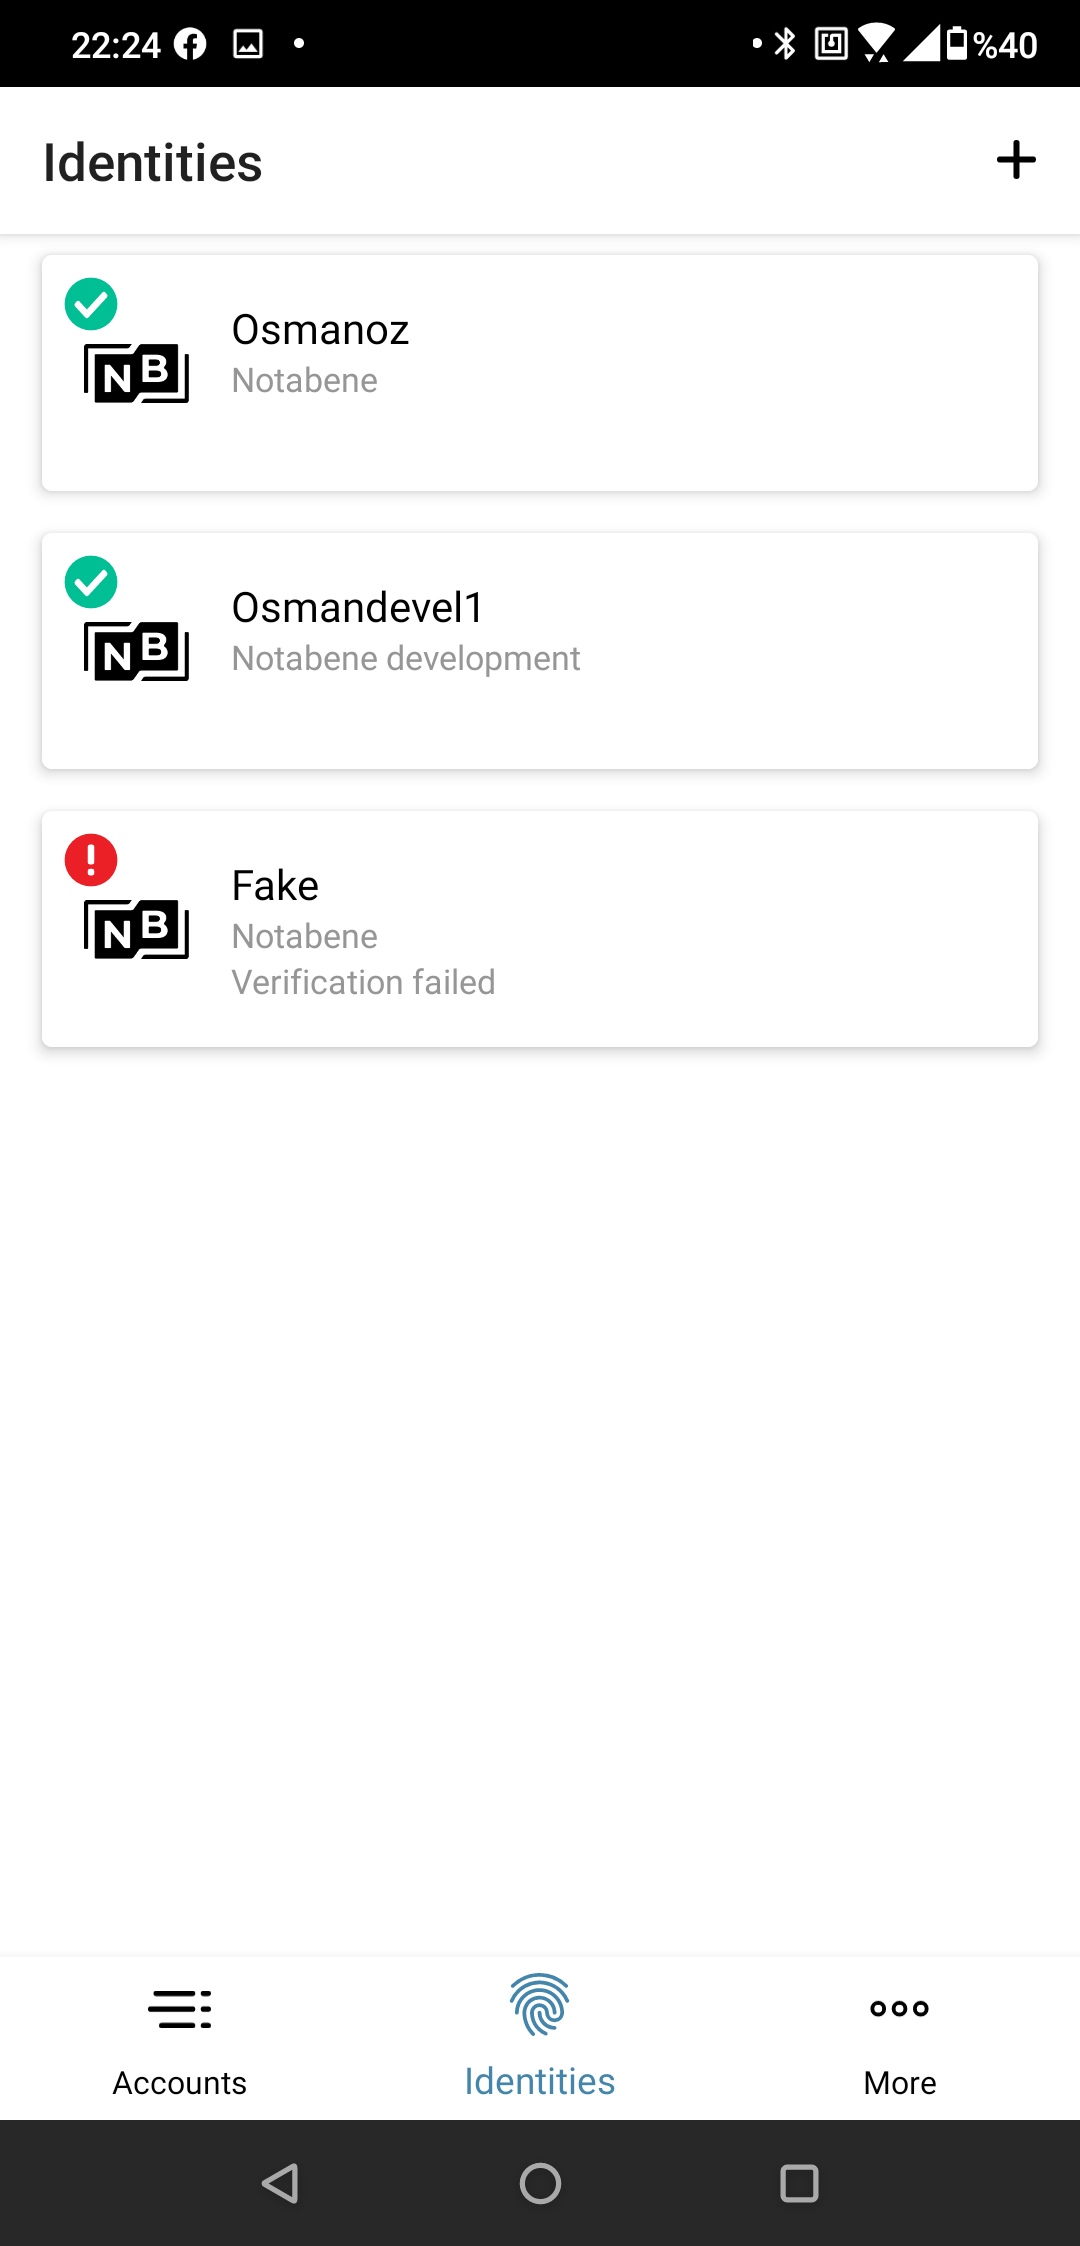 22:24 %40
Identities
Osmanoz
NB Notabene
Osmandevel1
NB Notabene development
Fake
NB Notabene
Verification failed
Accounts Identities More